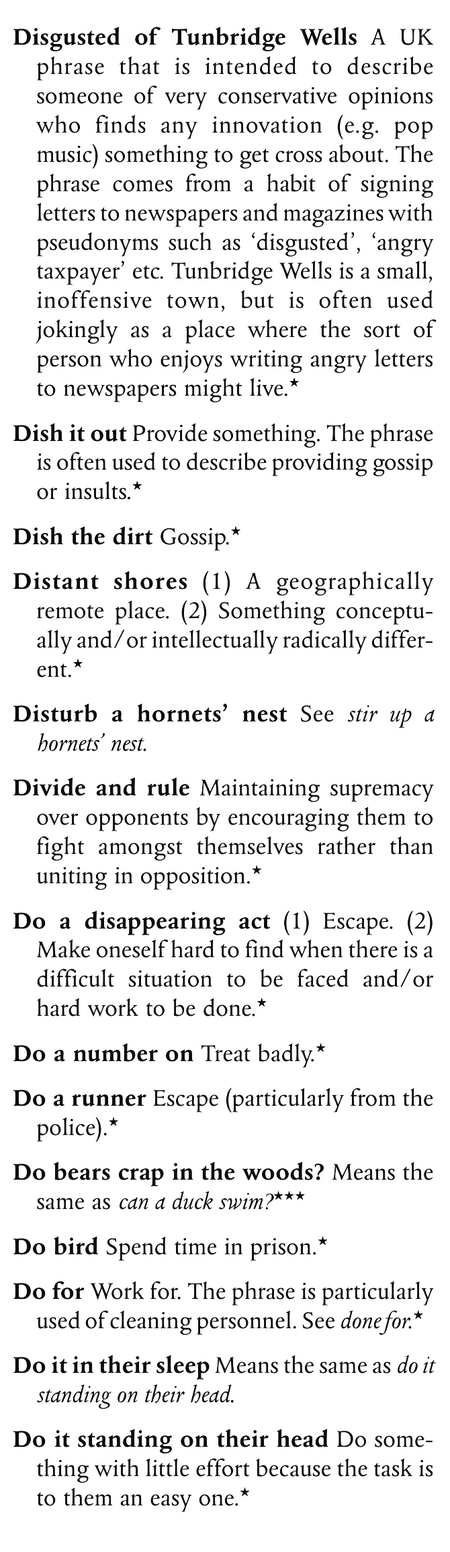 Disgusted of Tunbridge Wells A UK
phrase that is intended to describe
someone of very conservative opinions
who finds any innovation (e.g. pop
music) something to get cross about. The
phrase comes from a habit of signing
letters to newspapers and magazines with
pseudonyms such as ‘disgusted’, ‘angry
taxpayer’ etc. Tunbridge Wells is a small,
inoffensive town, but is often used
jokingly as a place where the sort of
person who enjoys writing angry letters
to newspapers might live.★
Dish it out Provide something. The phrase
is often used to describe providing gossip
or insults.★
Dish the dirt Gossip.★
Distant shores (1) A geographically
remote place. (2) Something conceptu-
ally and/or intellectually radically differ-
ent.★
Disturb a hornets’ nest See stir up a
hornets’ nest.
Divide and rule Maintaining supremacy
over opponents by encouraging them to
fight amongst themselves rather than
uniting in opposition.★
Do a disappearing act (1) Escape. (2)
Make oneself hard to find when there is a
difficult situation to be faced and/or
hard work to be done.★
Do a number on Treat badly.★
Do a runner Escape (particularly from the
police).★
Do bears crap in the woods? Means the
same as can a duck swim?★★★
Do bird Spend time in prison.★
Do for Work for. The phrase is particularly
used of cleaning personnel. See done for.★
Do it in their sleep Means the same as do it
standing on their head.
Do it standing on their head Do some-
thing with little effort because the task is
to them an easy one.★